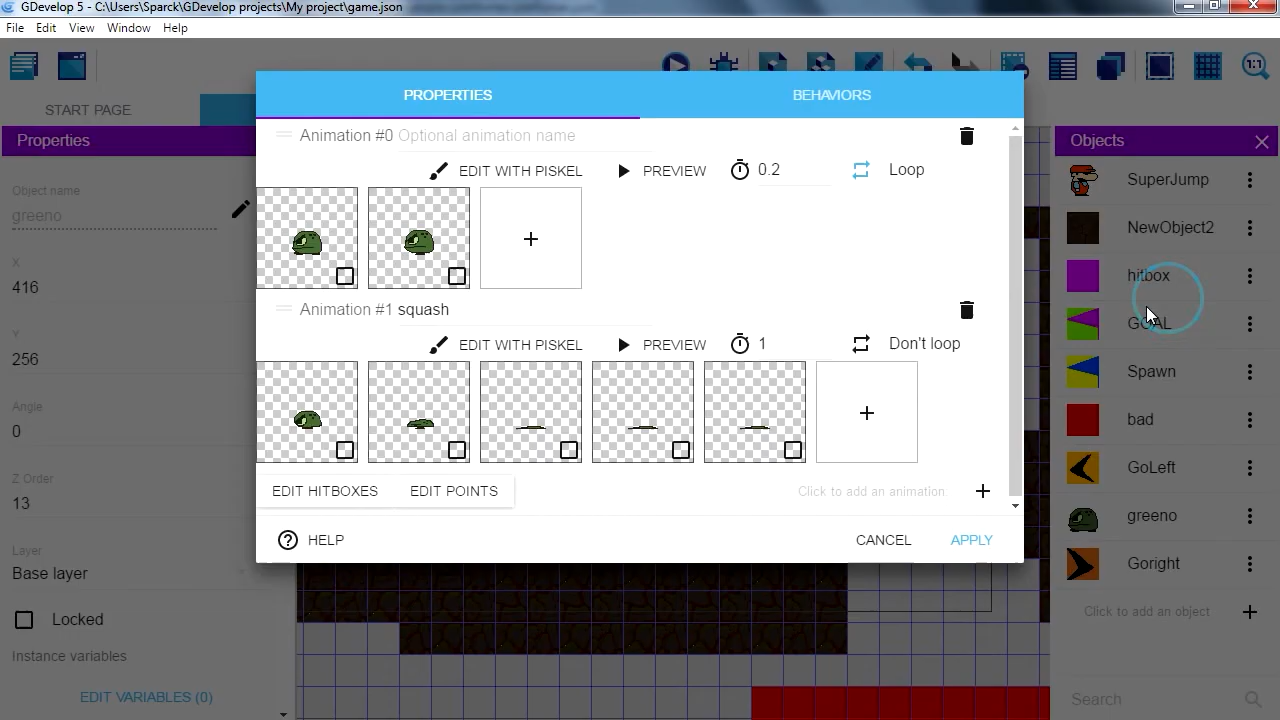 GDevelop 5 - C:\Users\Sparck\GDevelop projects\My project\game.json
File Edit View Window Help
1:1
START PAGE
Properties
Object name
greeno
X
416
Y
256
Angle
0
Z Order
13
Layer
Base layer
Locked
Instance variables
EDIT VARIABLES (0)
PROPERTIES BEHAVIORS
Animation #0 Optional animation name
EDIT WITH PISKEL PREVIEW 0.2 Loop
Animation #1 squash
EDIT WITH PISKEL PREVIEW 1 Don't loop
EDIT HITBOXES EDIT POINTS Click to add an animation:
HELP CANCEL APPLY
Objects
SuperJump
NewObject2
hitbox
GOAL
Spawn
bad
GoLeft
greeno
Goright
Click to add an object
Search